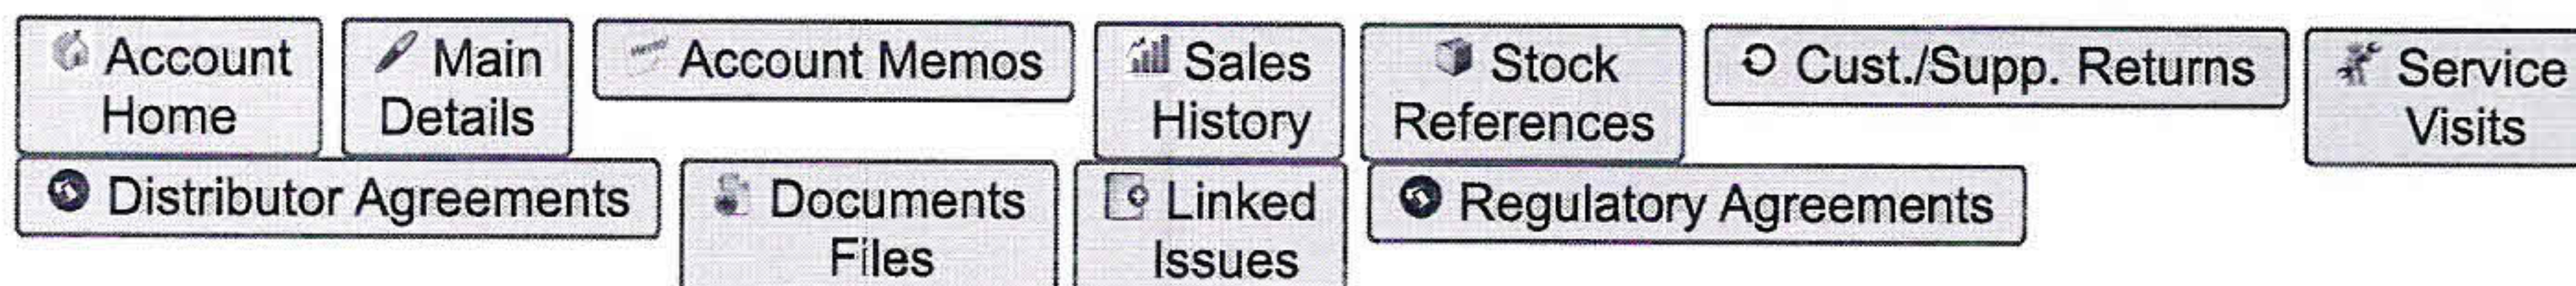 Account Home
Main Details
Account Memos
Sales History
Stock References
Cust./Supp. Returns
Service Visits
Distributor Agreements
Documents Files
Linked Issues
Regulatory Agreements